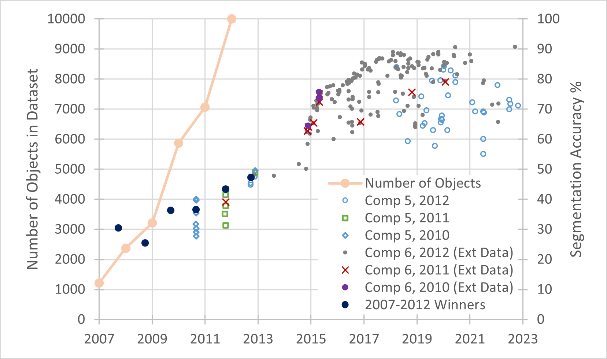 Number of Objects in Dataset
10000
9000
8000
7000
6000
5000
4000
3000
2000
1000
0
100
90
80
70
60
50
40
30
20
10
0
Segmentation Accuracy %
2007 2009 2011 2013 2015 2017 2019 2021 2023
Number of Objects
Comp 5, 2012
Comp 5, 2011
Comp 5, 2010
Comp 6, 2012 (Ext Data)
Comp 6, 2011 (Ext Data)
Comp 6, 2010 (Ext Data)
2007-2012 Winners